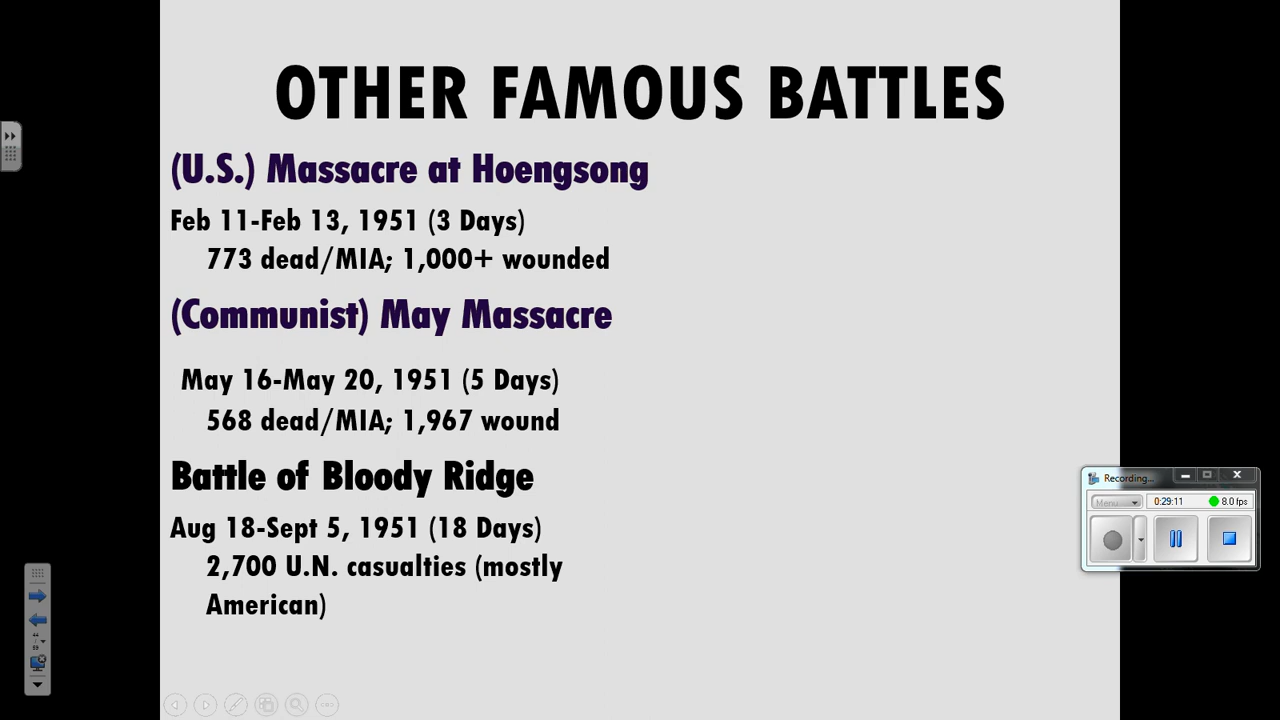 OTHER FAMOUS BATTLES
(U.S.) Massacre at Hoengsong
Feb 11-Feb 13, 1951 (3 Days)
773 dead/MIA; 1,000+ wounded
(Communist) May Massacre
May 16-May 20, 1951 (5 Days)
568 dead/MIA; 1,967 wound
Battle of Bloody Ridge
Aug 18-Sept 5, 1951 (18 Days)
2,700 U.N. casualties (mostly
American)
Recording...
Menu
0:29:11
8.0 fps
44
/
59